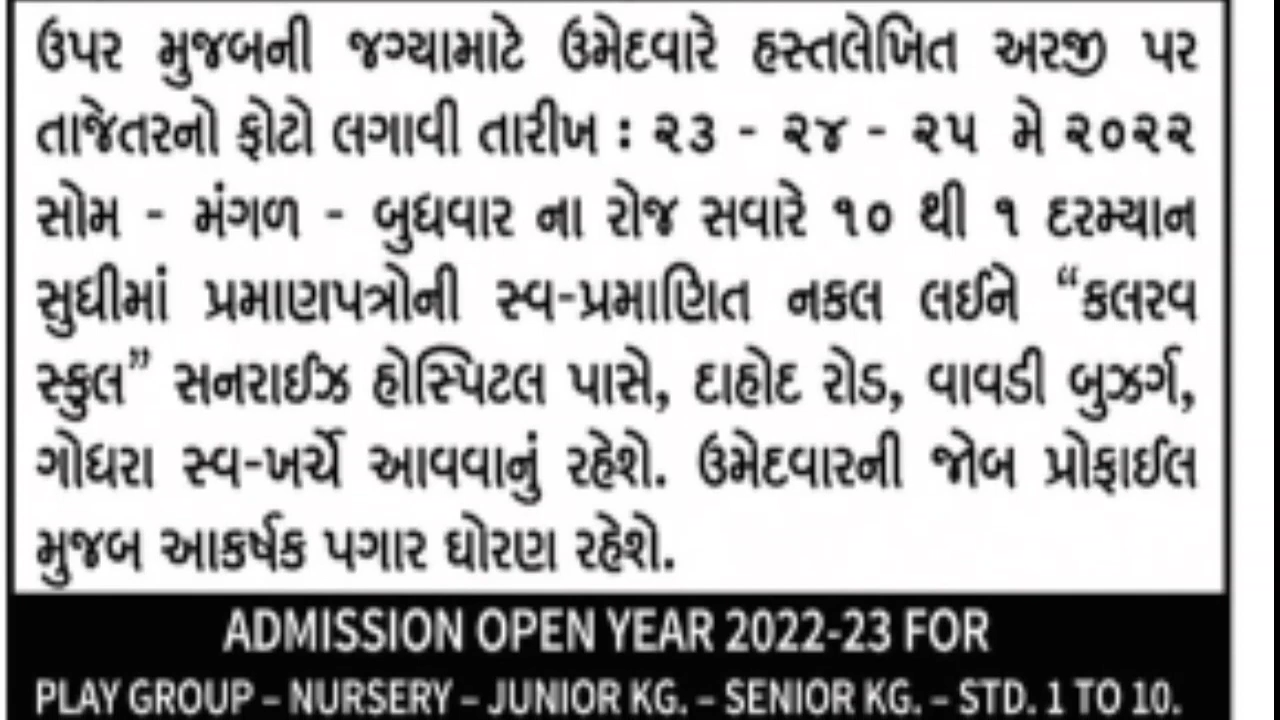 ઉપર મુજબની જગ્યામાટે ઉમેદવારે હસ્તલેખિત અરજી પર
તાજેતરનો ફોટો લગાવી તારીખ : ૨૩ - ૨૪ - ૨૫ મે ૨૦૨૨
સોમ - મંગળ - બુધવાર ના રોજ સવારે ૧૦ થી ૧ દરમ્યાન
સુધીમાં પ્રમાણપત્રોની સ્વ-પ્રમાણિત નકલ લઈને “કલરવ
સ્કુલ” સનરાઈઝ હોસ્પિટલ પાસે, દાહોદ રોડ, વાવડી બુઝર્ગ,
ગોધરા સ્વ-ખર્ચે આવવાનું રહેશે. ઉમેદવારની જોબ પ્રોફાઈલ
મુજબ આકર્ષક પગાર ધોરણ રહેશે.
ADMISSION OPEN YEAR 2022-23 FOR
PLAY GROUP – NURSERY – JUNIOR KG. – SENIOR KG. – STD. 1 TO 10.